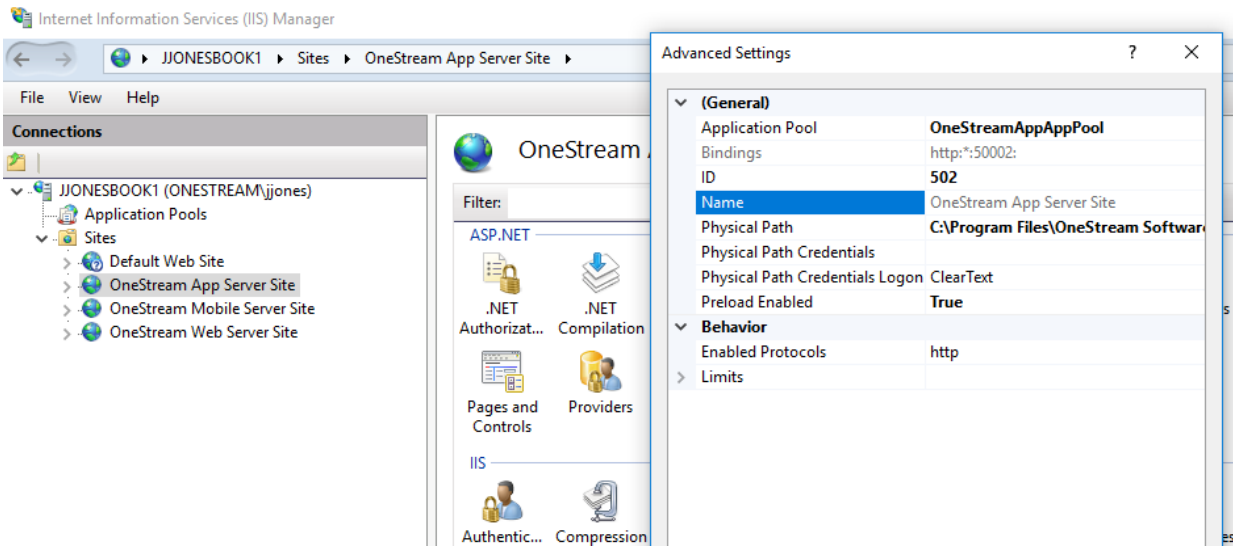 Internet Information Services (IIS) Manager
JJONESBOOK1 Sites OneStream App Server Site
File View Help
Connections
JJONESBOOK1 (ONESTREAM\jjones)
Application Pools
Sites
Default Web Site
OneStream App Server Site
OneStream Mobile Server Site
OneStream Web Server Site
OneStream
Filter:
ASP.NET
.NET Authorizat...
.NET Compilation
Pages and Controls
Providers
IIS
Authentic...
Compression
Advanced Settings ?
(General)
Application Pool OneStreamAppAppPool
Bindings http:*:50002:
ID 502
Name OneStream App Server Site
Physical Path C:\Program Files\OneStream Software
Physical Path Credentials
Physical Path Credentials Logon ClearText
Preload Enabled True
Behavior
Enabled Protocols http
Limits